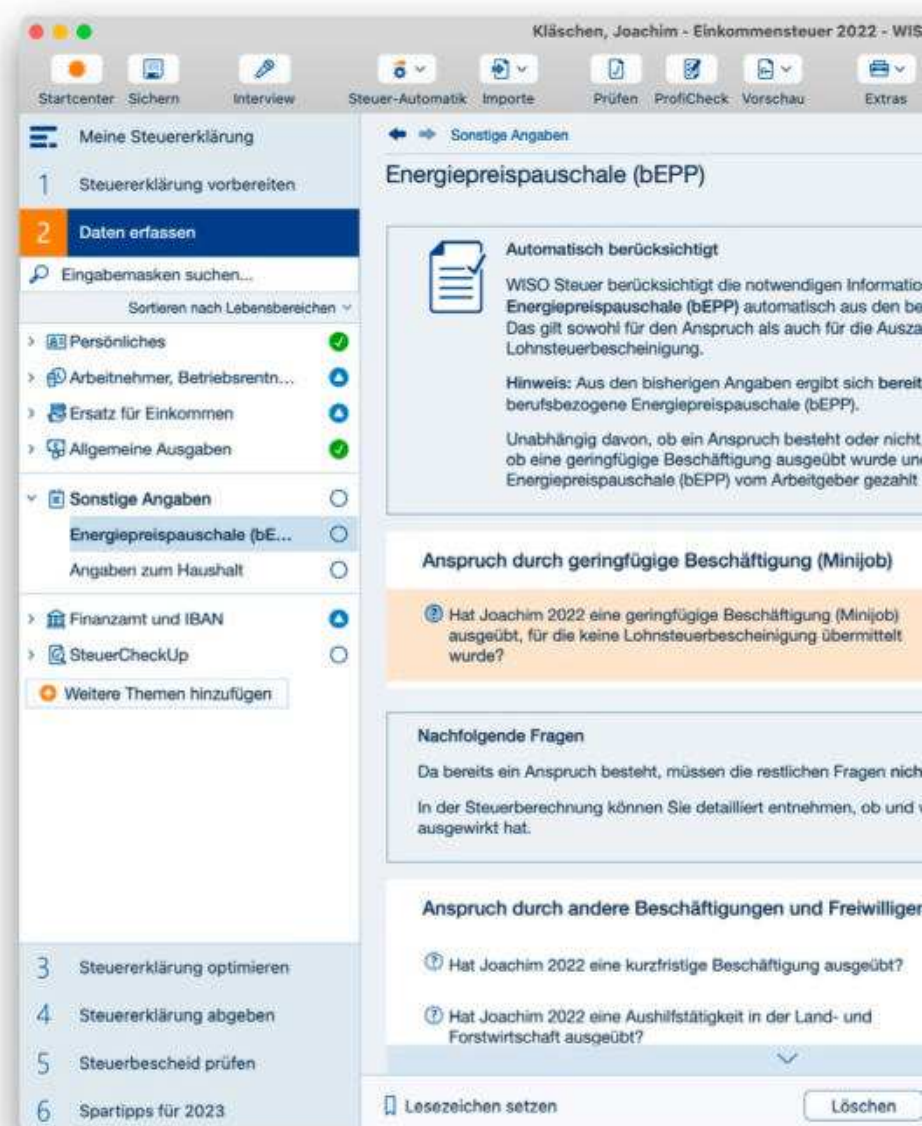 Kläschen, Joachim - Einkommensteuer 2022 - WIS
Startcenter Sichern Interview Steuer-Automatik Importe Prüfen ProfiCheck Vorschau Extras
Meine Steuererklärung
1 Steuererklärung vorbereiten
2 Daten erfassen
Eingabemasken suchen...
Sortieren nach Lebensbereichen
Persönliches
Arbeitnehmer, Betriebsrentn...
Ersatz für Einkommen
Allgemeine Ausgaben
Sonstige Angaben
Energiepreispauschale (bE...
Angaben zum Haushalt
Finanzamt und IBAN
SteuerCheckUp
Weitere Themen hinzufügen
3 Steuererklärung optimieren
4 Steuererklärung abgeben
5 Steuerbescheid prüfen
6 Spartipps für 2023
Sonstige Angaben
Energiepreispauschale (bEPP)
Automatisch berücksichtigt
WISO Steuer berücksichtigt die notwendigen Informatio
Energiepreispauschale (bEPP) automatisch aus den be
Das gilt sowohl für den Anspruch als auch für die Ausza
Lohnsteuerbescheinigung.
Hinweis: Aus den bisherigen Angaben ergibt sich bereit
berufsbezogene Energiepreispauschale (bEPP).
Unabhängig davon, ob ein Anspruch besteht oder nicht
ob eine geringfügige Beschäftigung ausgeübt wurde und
Energiepreispauschale (bEPP) vom Arbeitgeber gezahlt
Anspruch durch geringfügige Beschäftigung (Minijob)
Hat Joachim 2022 eine geringfügige Beschäftigung (Minijob)
ausgeübt, für die keine Lohnsteuerbescheinigung übermittelt
wurde?
Nachfolgende Fragen
Da bereits ein Anspruch besteht, müssen die restlichen Fragen nich
In der Steuerberechnung können Sie detailliert entnehmen, ob und
ausgewirkt hat.
Anspruch durch andere Beschäftigungen und Freiwilliger
Hat Joachim 2022 eine kurzfristige Beschäftigung ausgeübt?
Hat Joachim 2022 eine Aushilfstätigkeit in der Land- und
Forstwirtschaft ausgeübt?
Lesezeichen setzen
Löschen